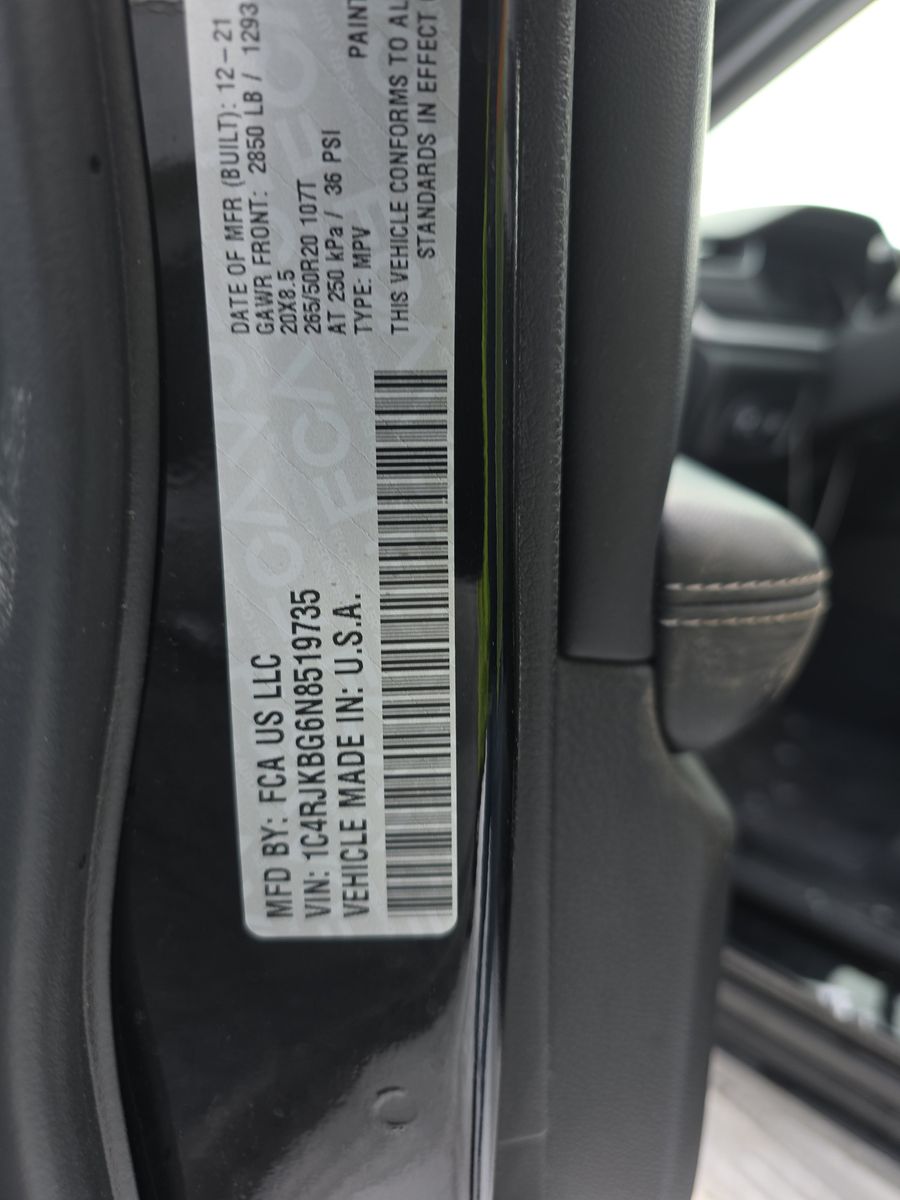 MFD BY: FCA US LLC
VIN: 1C4RJKBG6N8519735
VEHICLE MADE IN: U.S.A.
DATE OF MFR (BUILT): 12-21
GAWR FRONT: 2850 LB / 1293
20X8.5
265/50R20 107T
AT 250 kPa / 36 PSI
TYPE: MPV PAINT
THIS VEHICLE CONFORMS TO AL
STANDARDS IN EFFECT